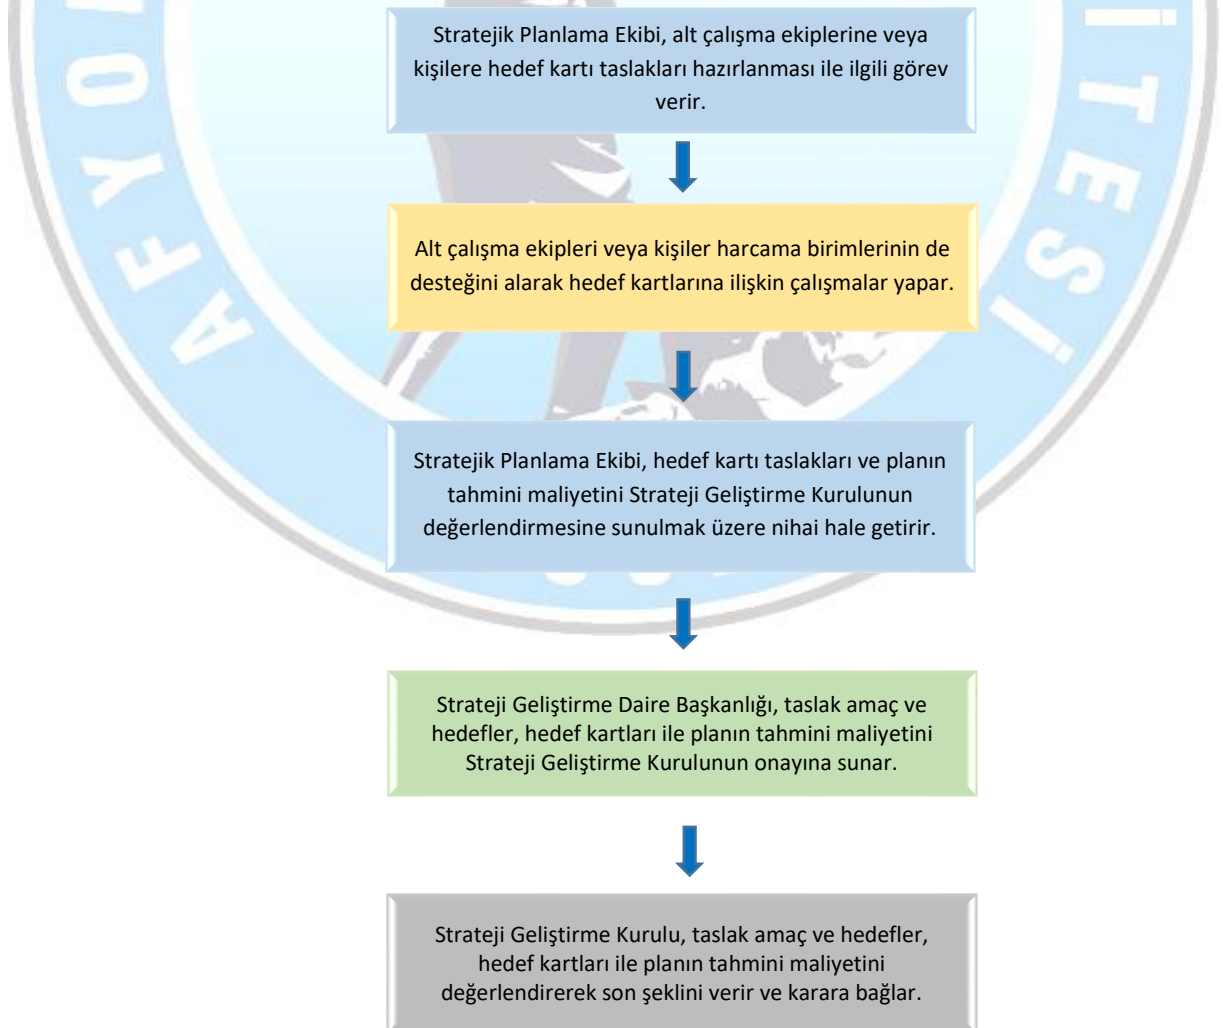 Stratejik Planlama Ekibi, alt çalışma ekiplerine veya
kişilere hedef kartı taslakları hazırlanması ile ilgili görev
verir.
Alt çalışma ekipleri veya kişiler harcama birimlerinin de
desteğini alarak hedef kartlarına ilişkin çalışmalar yapar.
Stratejik Planlama Ekibi, hedef kartı taslakları ve planın
tahmini maliyetini Strateji Geliştirme Kurulunun
değerlendirmesine sunulmak üzere nihai hale getirir.
Strateji Geliştirme Daire Başkanlığı, taslak amaç ve
hedefler, hedef kartları ile planın tahmini maliyetini
Strateji Geliştirme Kurulunun onayına sunar.
Strateji Geliştirme Kurulu, taslak amaç ve hedefler,
hedef kartları ile planın tahmini maliyetini
değerlendirerek son şeklini verir ve karara bağlar.
AFYO
İTESİ